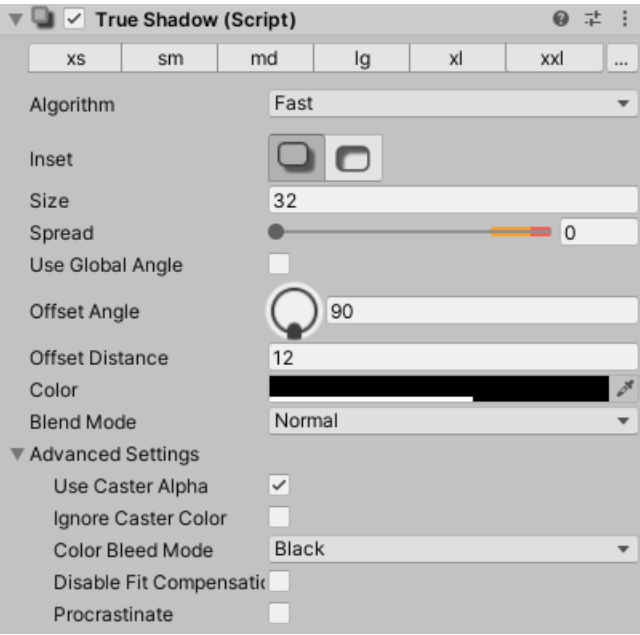 True Shadow (Script)
xs sm md lg xl xxl ...
Algorithm Fast
Inset
Size 32
Spread 0
Use Global Angle
Offset Angle 90
Offset Distance 12
Color
Blend Mode Normal
Advanced Settings
Use Caster Alpha
Ignore Caster Color
Color Bleed Mode Black
Disable Fit Compensatic
Procrastinate